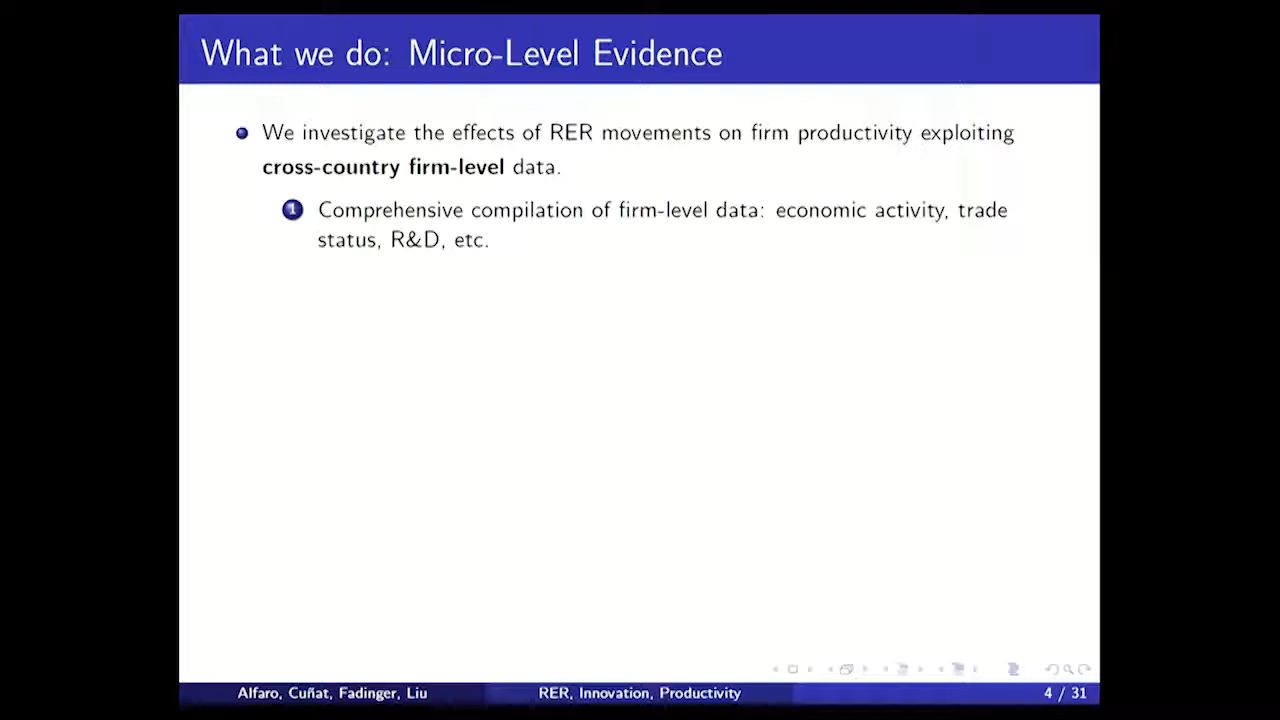 What we do: Micro-Level Evidence
We investigate the effects of RER movements on firm productivity exploiting
cross-country firm-level data.
1 Comprehensive compilation of firm-level data: economic activity, trade
status, R&D, etc.
Alfaro, Cuñat, Fadinger, Liu RER, Innovation, Productivity 4 / 31